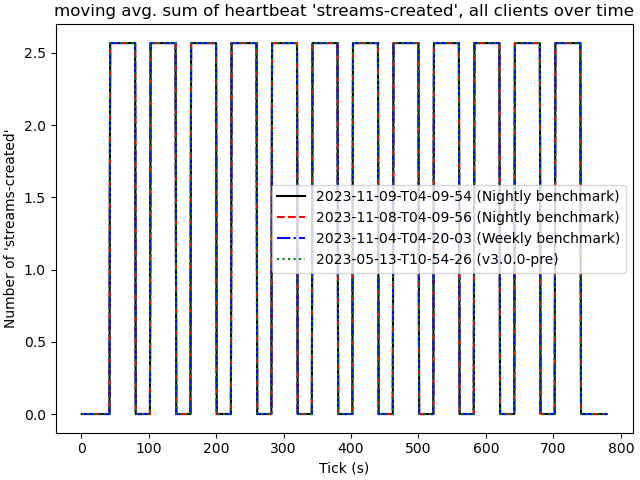 moving avg. sum of heartbeat 'streams-created', all clients over time
Number of 'streams-created'
2.5
2.0
1.5
1.0
0.5
0.0
2023-11-09-T04-09-54 (Nightly benchmark)
2023-11-08-T04-09-56 (Nightly benchmark)
2023-11-04-T04-20-03 (Weekly benchmark)
2023-05-13-T10-54-26 (v3.0.0-pre)
0 100 200 300 400 500 600 700 800
Tick (s)